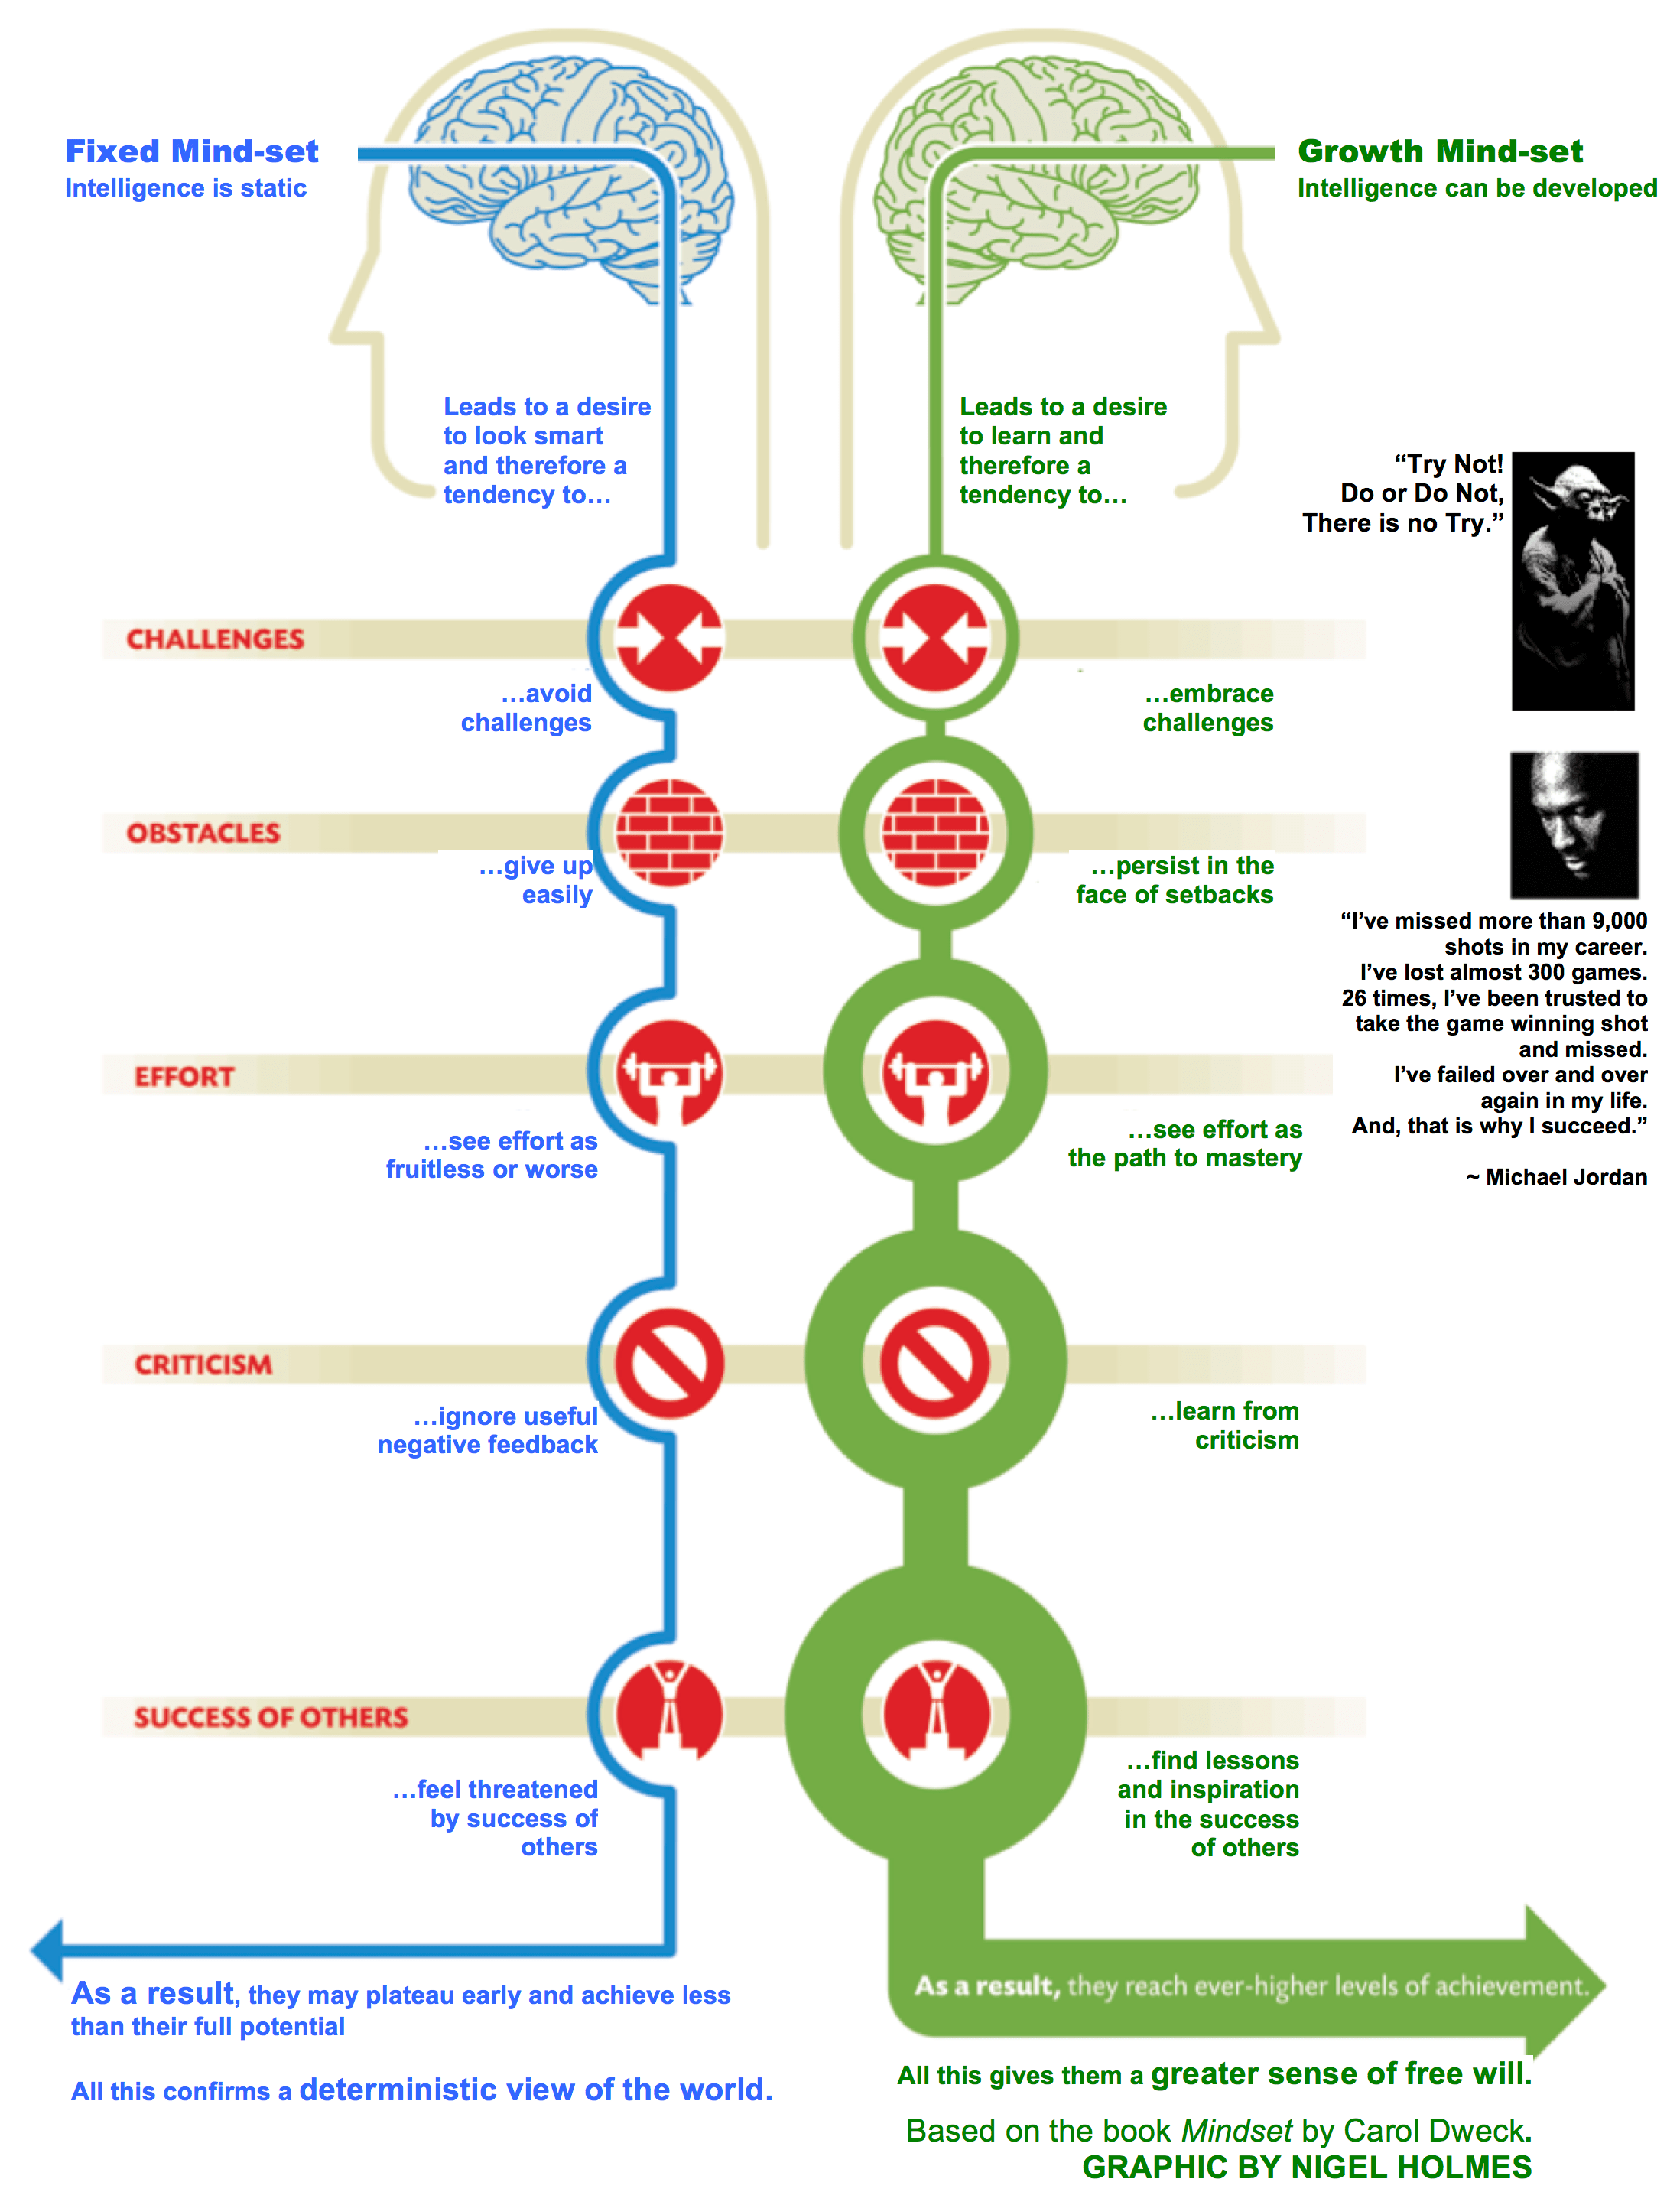 Fixed Mind-set
Intelligence is static
Growth Mind-set
Intelligence can be developed
Leads to a desire
to look smart
and therefore a
tendency to…
Leads to a desire
to learn and
therefore a
tendency to…
“Try Not!
Do or Do Not,
There is no Try.”
CHALLENGES
…avoid
challenges
…embrace
challenges
OBSTACLES
…give up
easily
…persist in the
face of setbacks
“I’ve missed more than 9,000
shots in my career.
I’ve lost almost 300 games.
26 times, I’ve been trusted to
take the game winning shot
and missed.
I’ve failed over and over
again in my life.
And, that is why I succeed.”
~ Michael Jordan
EFFORT
…see effort as
fruitless or worse
…see effort as
the path to mastery
CRITICISM
…ignore useful
negative feedback
…learn from
criticism
SUCCESS OF OTHERS
…feel threatened
by success of
others
…find lessons
and inspiration
in the success
of others
As a result, they may plateau early and achieve less
than their full potential
All this confirms a deterministic view of the world.
As a result, they reach ever-higher levels of achievement.
All this gives them a greater sense of free will.
Based on the book Mindset by Carol Dweck.
GRAPHIC BY NIGEL HOLMES